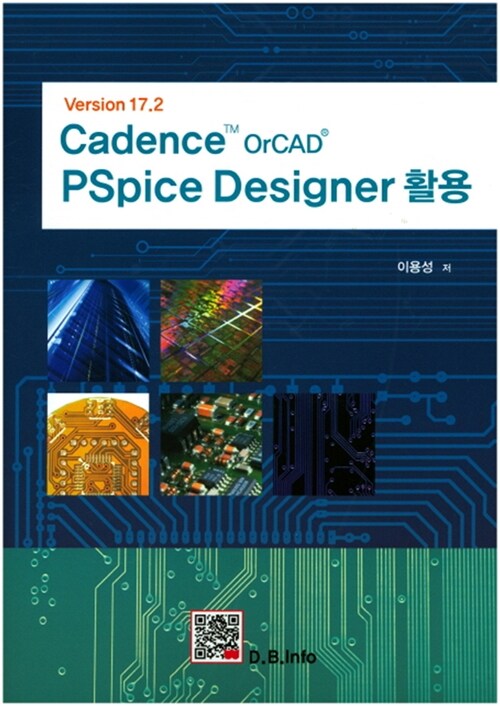 Version 17.2
Cadence™ OrCAD®
PSpice Designer 활용
이용성 저
D.B.Info